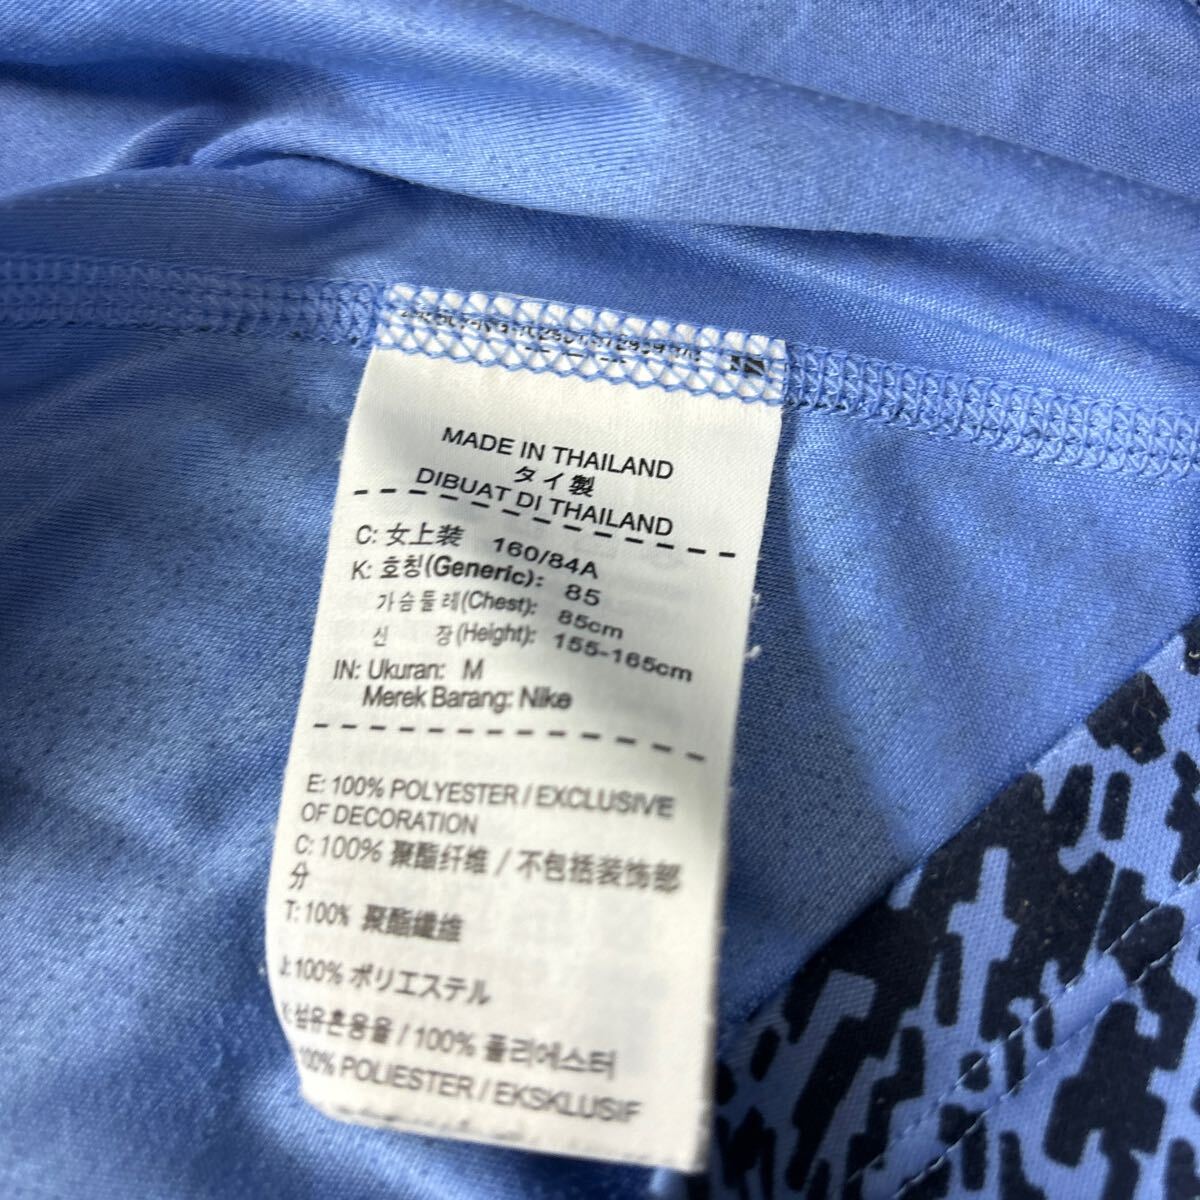 MADE IN THAILAND
タイ製
DIBUAT DI THAILAND
C: 女上装 160/84A
K: 호칭(Generic): 85
가슴둘레(Chest): 85cm
신 장(Height): 155-165cm
IN: Ukuran: M
Merek Barang: Nike
E: 100% POLYESTER / EXCLUSIVE
OF DECORATION
C: 100% 聚酯纤维 / 不包括装饰部
分
T: 100% 聚酯纖維
J: 100% ポリエステル
섬유혼용율 / 100% 폴리에스터
100% POLIESTER / EKSKLUSIF